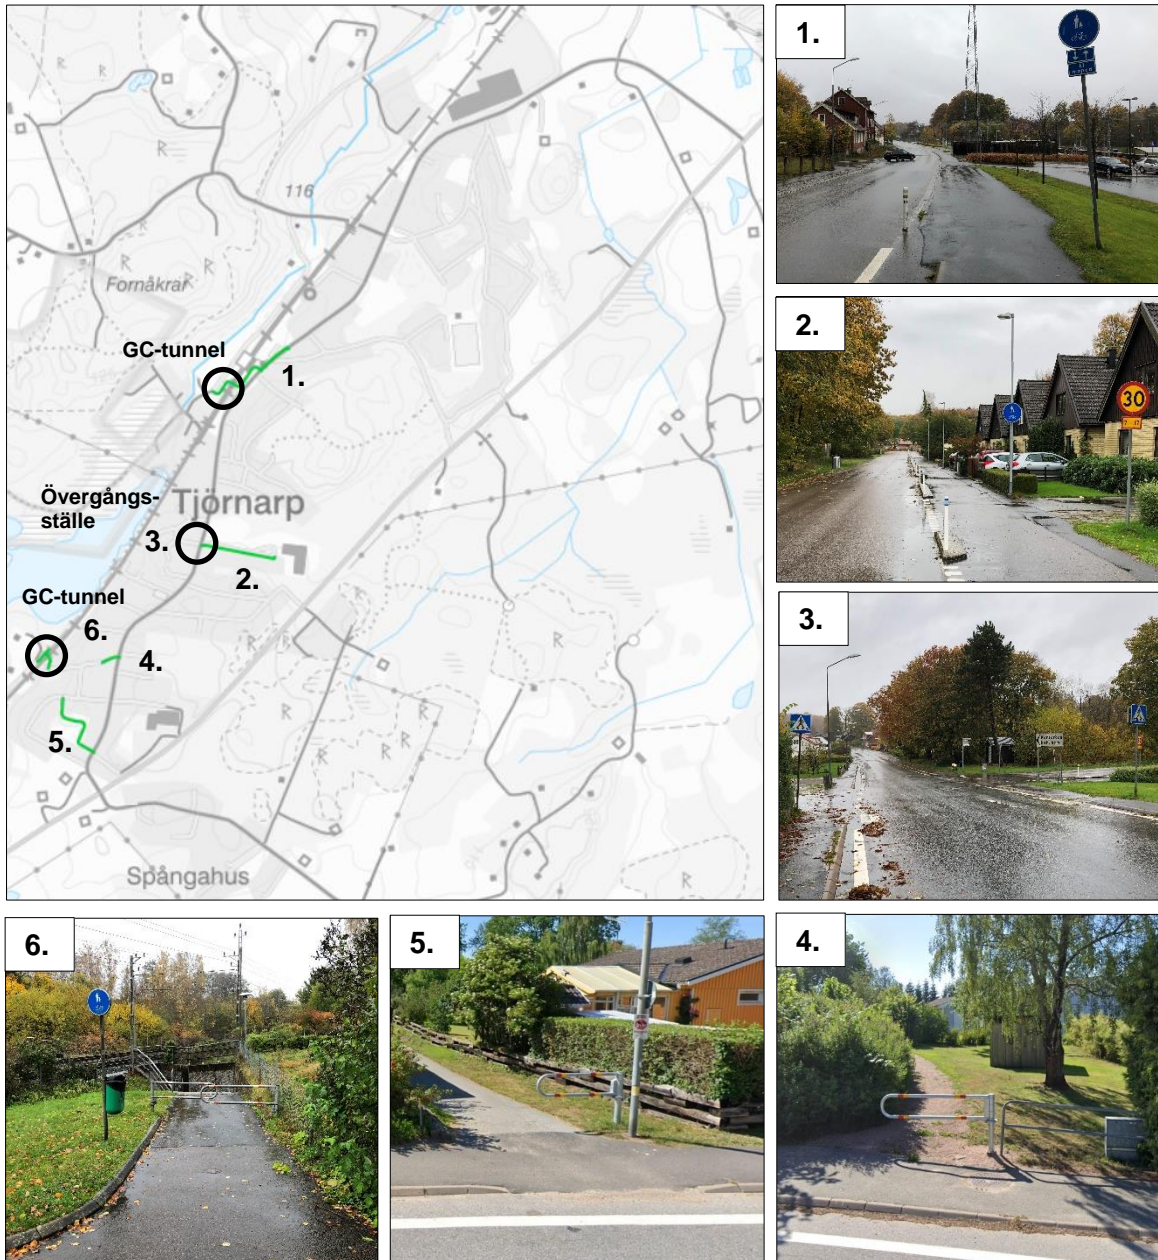 116
Fornåkrar
GC-tunnel
1.
Övergångs-
ställe
Tjörnarp
3.
2.
GC-tunnel
6.
4.
5.
Spångahus
R
R
R
R
R
R
R
R
R
R
R
R
R
1.
2.
30
3.
6.
5.
4.